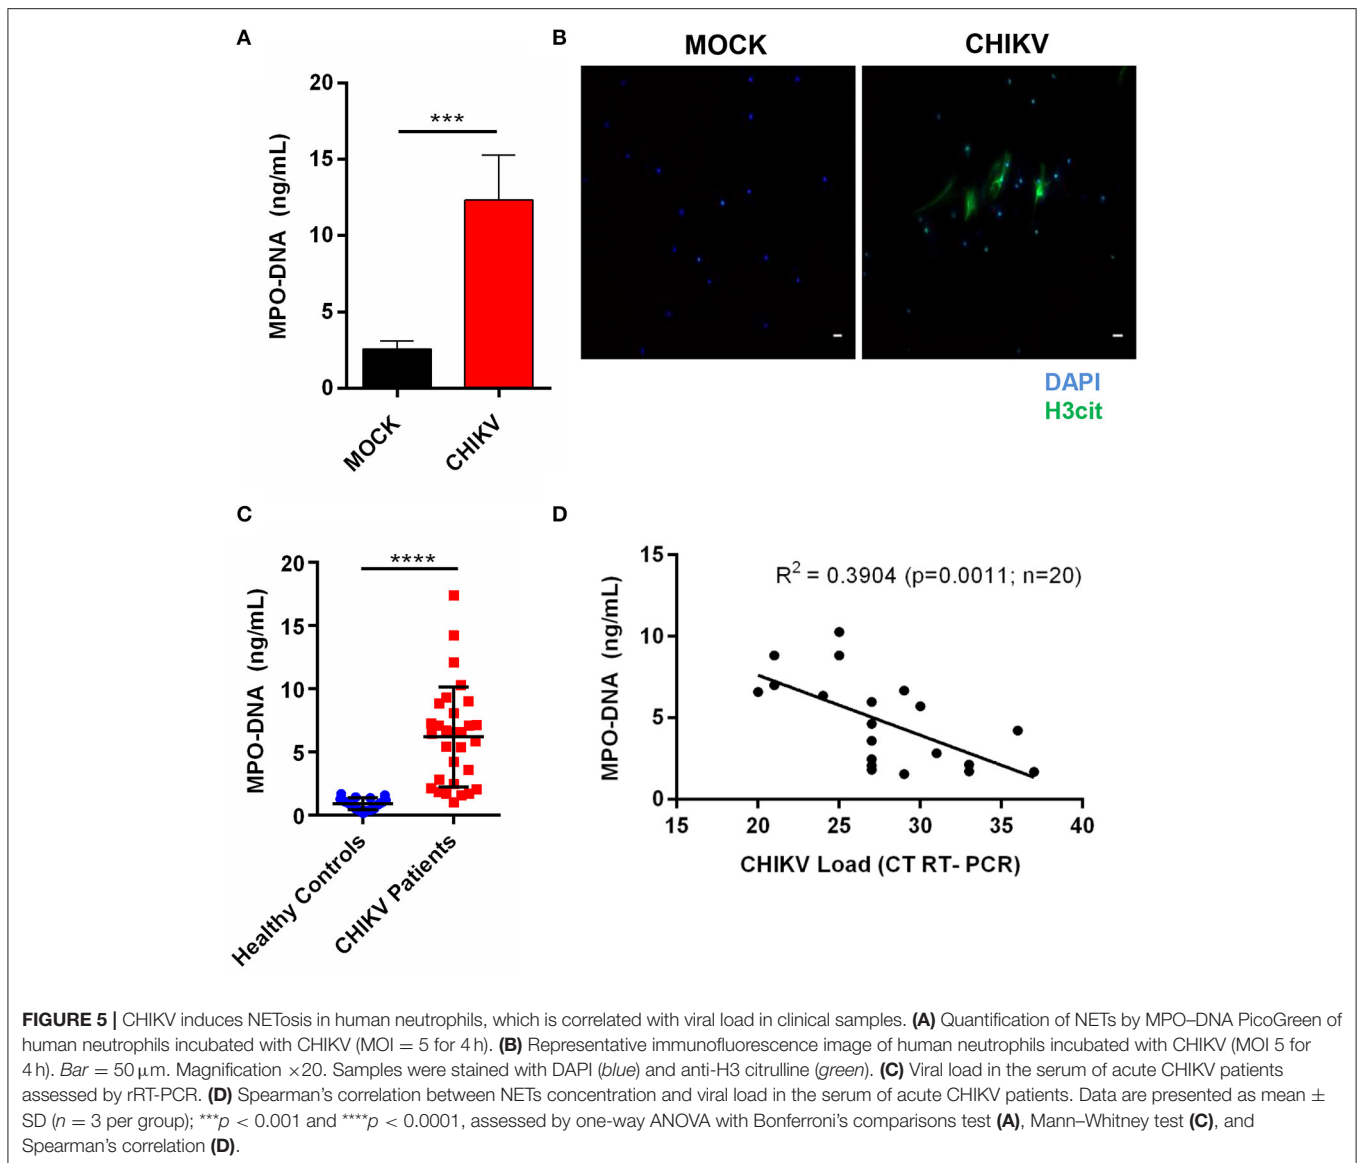 A
MPO-DNA (ng/mL)
20
15
10
5
0
***
MOCK
CHIKV
B
MOCK
CHIKV
DAPI
H3cit
C
MPO-DNA (ng/mL)
20
15
10
5
0
****
Healthy Controls
CHIKV Patients
D
MPO-DNA (ng/mL)
15
10
5
0
R² = 0.3904 (p=0.0011; n=20)
15 20 25 30 35 40
CHIKV Load (CT RT- PCR)
FIGURE 5 | CHIKV induces NETosis in human neutrophils, which is correlated with viral load in clinical samples. (A) Quantification of NETs by MPO–DNA PicoGreen of
human neutrophils incubated with CHIKV (MOI = 5 for 4 h). (B) Representative immunofluorescence image of human neutrophils incubated with CHIKV (MOI 5 for
4 h). Bar = 50 μm. Magnification ×20. Samples were stained with DAPI (blue) and anti-H3 citrulline (green). (C) Viral load in the serum of acute CHIKV patients
assessed by rRT-PCR. (D) Spearman's correlation between NETs concentration and viral load in the serum of acute CHIKV patients. Data are presented as mean ±
SD (n = 3 per group); ***p < 0.001 and ****p < 0.0001, assessed by one-way ANOVA with Bonferroni's comparisons test (A), Mann–Whitney test (C), and
Spearman's correlation (D).